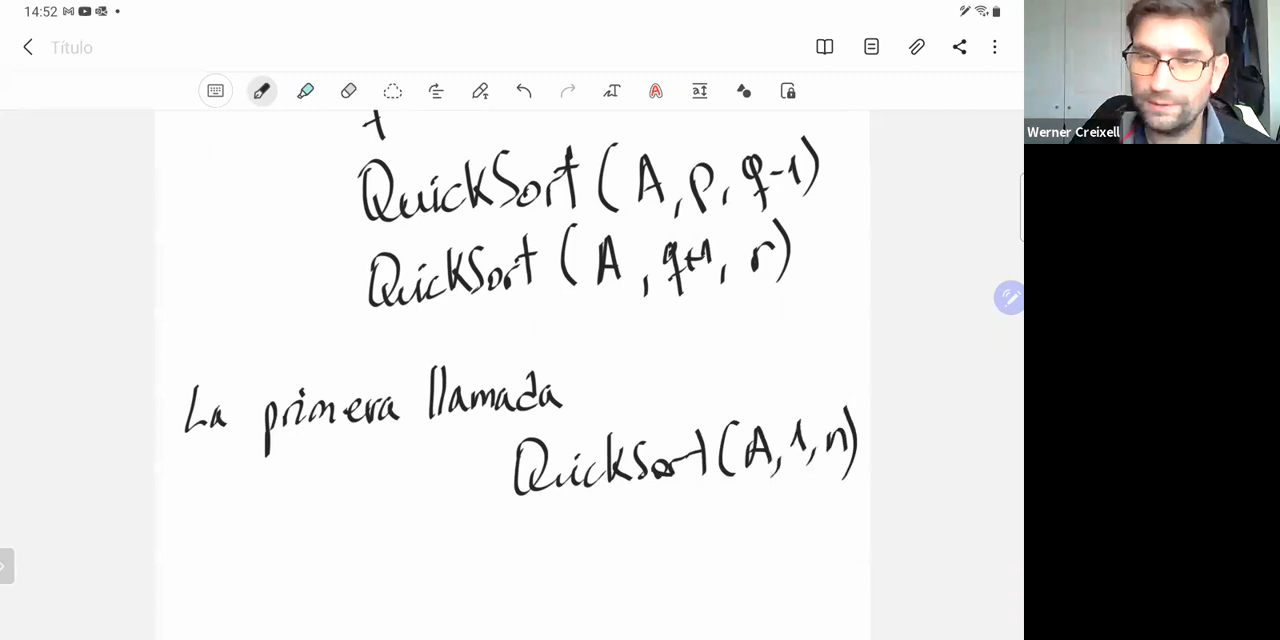 14:52
Título
Werner Creixell
QuickSort (A, p, q-1)
QuickSort (A, q+1, r)
La primera llamada
QuickSort (A, 1, n)